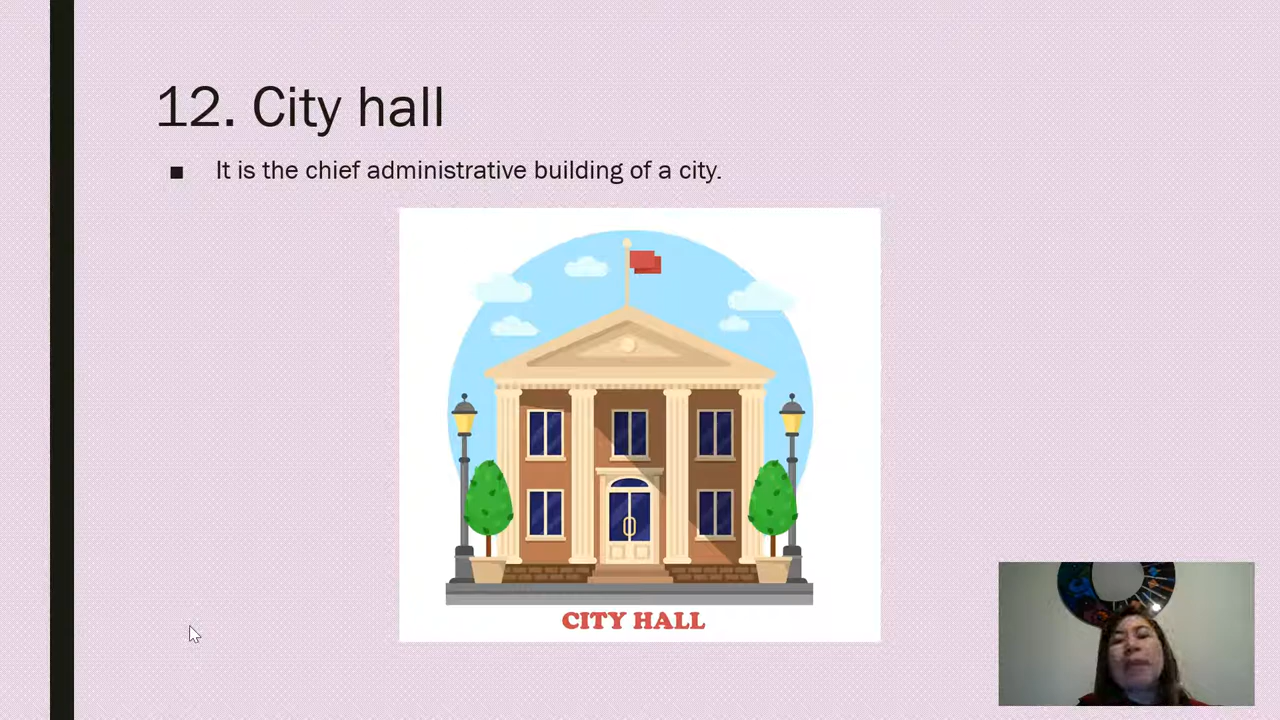 12. City hall
It is the chief administrative building of a city.
CITY HALL